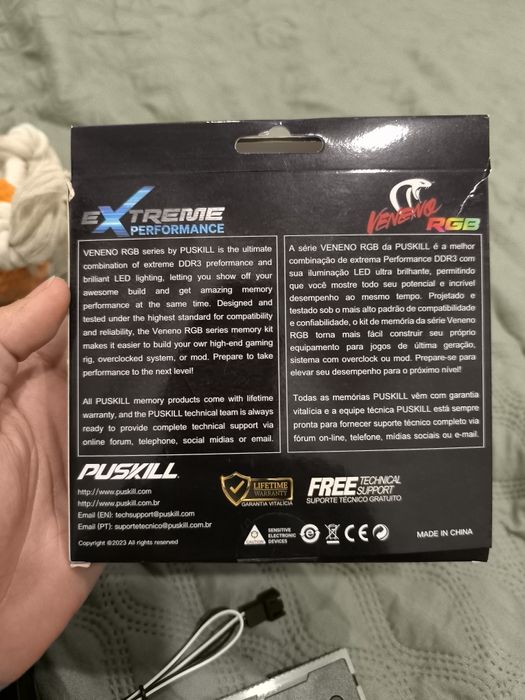 EXTREME
PERFORMANCE
VENENO
RGB
VENENO RGB series by PUSKILL is the ultimate
combination of extreme DDR3 preformance and
brilliant LED lighting, letting you show off your
awesome build and get amazing memory
performance at the same time. Designed and
tested under the highest standard for compatibility
and reliability, the Veneno RGB series memory kit
makes it easier to build your own high-end gaming
rig, overclocked system, or mod. Prepare to take
performance to the next level!
All PUSKILL memory products come with lifetime
warranty, and the PUSKILL technical team is always
ready to provide complete technical support via
online forum, telephone, social midias or email.
A série VENENO RGB da PUSKILL é a melhor
combinação de extrema Performance DDR3 com
sua iluminação LED ultra brilhante, permitindo
que você mostre todo seu potencial e incrível
desempenho ao mesmo tempo. Projetado e
testado sob o mais alto padrão de compatibilidade
e confiabilidade, o kit de memória da série Veneno
RGB torna mais fácil construir seu próprio
equipamento para jogos de última geração,
sistema com overclock ou mod. Prepare-se para
elevar seu desempenho para o próximo nível!
Todas as memórias PUSKILL vêm com garantia
vitalícia e a equipe técnica PUSKILL está sempre
pronta para fornecer suporte técnico completo via
fórum on-line, telefone, mídias sociais ou e-mail.
PUSKILL
http://www.puskill.com
http://www.puskill.com.br
Email (EN): techsupport@puskill.com
Email (PT): suportetecnico@puskill.com.br
Copyright @2023 All rights reserved
LIFETIME
WARRANTY
GARANTIA VITALÍCIA
FREE TECHNICAL
SUPPORT
SUPORTE TÉCNICO GRATUITO
CAUTION
SENSITIVE
ELECTRONIC
DEVICES
CE
MADE IN CHINA